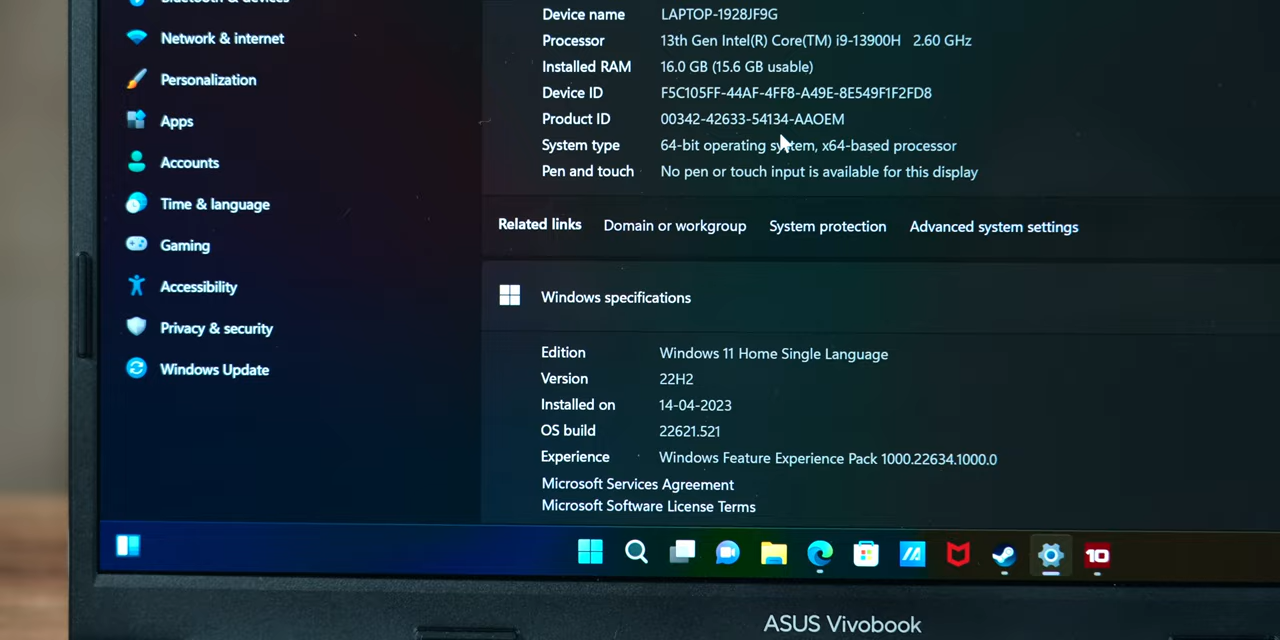 Bluetooth & devices
Network & internet
Personalization
Apps
Accounts
Time & language
Gaming
Accessibility
Privacy & security
Windows Update
Device name LAPTOP-1928JF9G
Processor 13th Gen Intel(R) Core(TM) i9-13900H 2.60 GHz
Installed RAM 16.0 GB (15.6 GB usable)
Device ID F5C105FF-44AF-4FF8-A49E-8E549F1F2FD8
Product ID 00342-42633-54134-AAOEM
System type 64-bit operating system, x64-based processor
Pen and touch No pen or touch input is available for this display
Related links Domain or workgroup System protection Advanced system settings
Windows specifications
Edition Windows 11 Home Single Language
Version 22H2
Installed on 14-04-2023
OS build 22621.521
Experience Windows Feature Experience Pack 1000.22634.1000.0
Microsoft Services Agreement
Microsoft Software License Terms
10
ASUS Vivobook